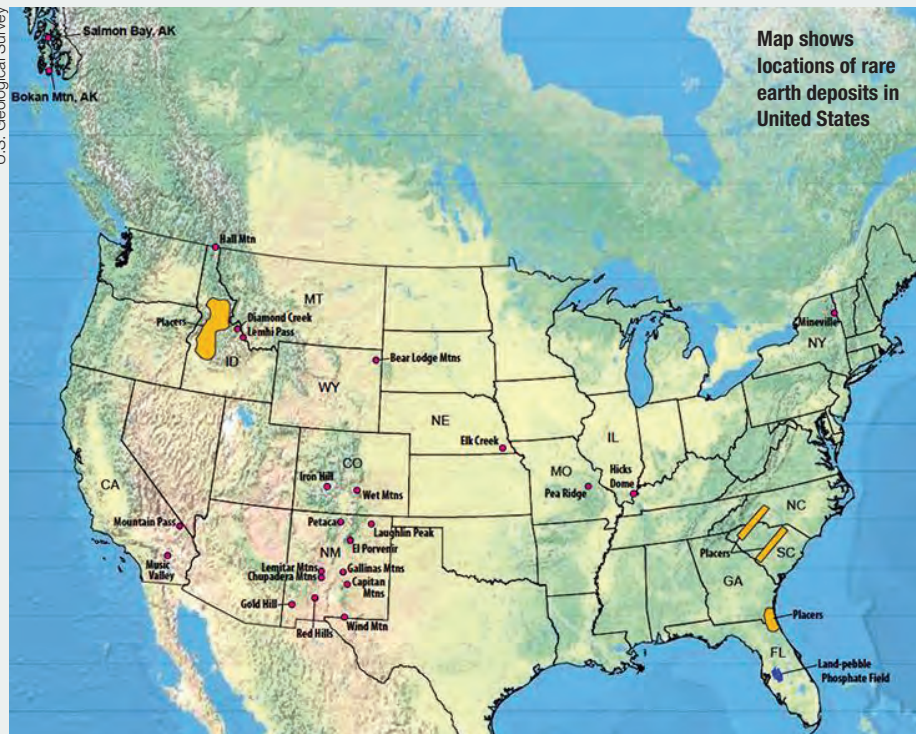 U.S. Geological Survey
Salmon Bay, AK
Bokan Mtn, AK
Map shows
locations of rare
earth deposits in
United States
Hall Mtn
MT
Placers
Diamond Creek
Lemhi Pass
ID
WY
Bear Lodge Mtns
Mineville
NY
NE
Elk Creek
IL
CO
MO
Hicks
Dome
Iron Hill
Wet Mtns
Pea Ridge
CA
NC
Mountain Pass
Petaca
Laughlin Peak
El Porvenir
NM
Placers
SC
Music
Valley
Lemitar Mtns
Chupadera Mtns
Gallinas Mtns
Capitan
Mtns
GA
Gold Hill
Red Hills
Wind Mtn
Placers
FL
Land-pebble
Phosphate Field